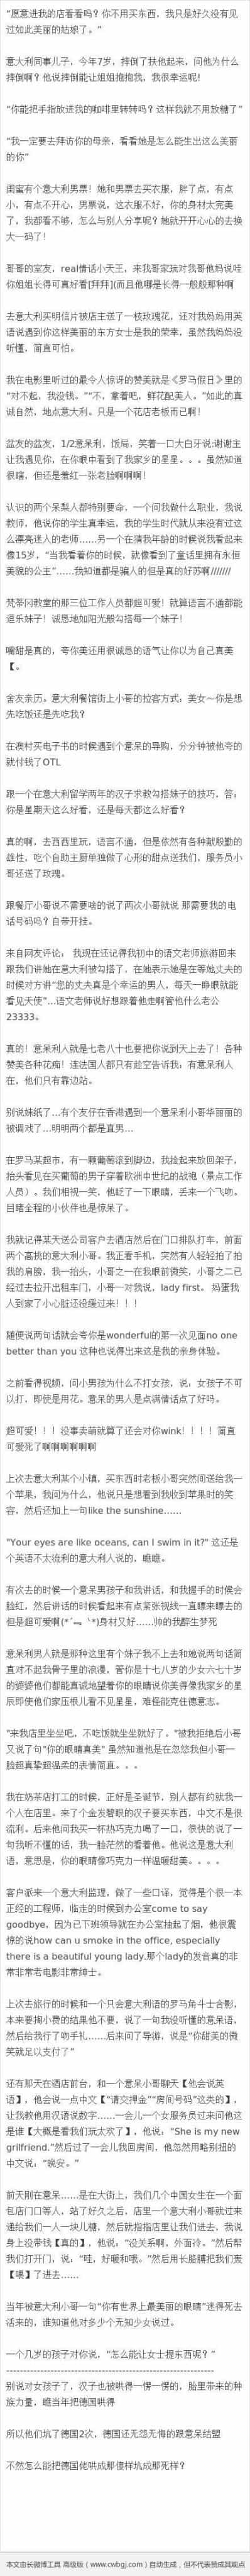 “愿意进我的店看看吗？你不用买东西，我只是好久没有见
过如此美丽的姑娘了。”
意大利同事儿子，今年7岁，摔倒了扶他起来，问他为什么
摔倒啊？他说摔倒能让姐姐抱抱我，我很幸运呢!
“你能把手指放进我的咖啡里转转吗？这样我就不用放糖了”
“我一定要去拜访你的母亲，看看她是怎么能生出这么美丽
的你”
闺蜜有个意大利男票！她和男票去买衣服，胖了点，有点
小，有点不开心，男票说，这衣服不好，你的身材太完美
了，我都看不够，怎么与别人分享呢？她就开开心心的去换
大一码了！
哥哥的室友，real情话小天王，来我哥家玩对我哥他妈说哇
你姐姐长得可真好看[拜拜](而且他哪是长得一般般那种啊
去意大利买明信片被店主送了一枝玫瑰花，还对我妈妈用英
语说遇到你这样美丽的东方女士是我的荣幸，虽然我妈妈没
听懂，简直可怕。
我在电影里听过的最令人惊讶的赞美就是《罗马假日》里的
“对不起，我没钱。”“不，拿着吧，鲜花配美人。”如此的真
诚自然，地点意大利。只是一个花店老板而已啊！
盆友的盆友，1/2意呆利，饭局，笑着一口大白牙说:谢谢主
让我遇见你，在你眼中看到了我家乡的星星。。。虽然知道
很瞎，但还是羞红一张老脸啊啊啊！
认识的两个呆梨人都特别要命，一个问我做什么职业，我说
教师，他说你的学生真幸运，我的学生时代就从来没有过这
么漂亮迷人的老师……另一个在猜我年龄的时候说我看起来
像15岁，“当我看着你的时候，就像看到了童话里拥有永恒
美貌的公主”……我知道都是骗人的但是真的好苏啊///////
梵蒂冈教堂的那三位工作人员都超可爱！就算语言不通都能
逗乐妹子！诚恳地如阳光般勾搭每一个妹子！
嘴甜是真的，夸你美还用很诚恳的语气让你以为自己真美
【。
舍友亲历。意大利餐馆街上小哥的拉客方式，美女～你是想
先吃饭还是先吃我？
在澳村买电子书的时候遇到个意呆的导购，分分钟被他夸的
就付钱了OTL
跟一个在意大利留学两年的汉子求教勾搭妹子的技巧，答，
你是星期天这么好看，还是每天都这么好看？
真的啊，去西西里玩，语言不通，但是依然有各种献殷勤的
雄性，吃个自助主厨单独做了心形的甜点送我们，服务员小
哥还送了玫瑰。
跟餐厅小哥说不需要啥的说了两次小哥就说 那需要我的电
话号码吗？自带开挂。
来自网友评论， 我现在还记得我初中的语文老师旅游回来
跟我们讲她在意大利被勾搭了，在她表示她是在等她丈夫的
时候对方讲“您的丈夫真是个幸运的男人，每天一睁眼就能
看见天使”...语文老师说好想跟着他走啊管他什么老公
23333。
真的！意呆利人就是七老八十也要把你说到天上去了！各种
赞美各种花痴！连法国人都只有赶空告诉我，有意呆利人
在，他们只有靠边站。
别说妹纸了…有个友仔在香港遇到一个意呆利小哥华丽丽的
被调戏了…明明两个都是直男…
在罗马某超市，有一颗葡萄滚到脚边，我捡起来放回架子，
抬头看见在买葡萄的男子穿着欧洲中世纪的战袍（景点工作
人员）。我们相视一笑，他眨了一下眼睛，丢来一个飞吻。
目睹全程的小伙伴也是惊呆了。
我就记得某天送公司客户去酒店然后在门口排队打车，前面
两个高挑的意大利小哥。我正看手机，突然有人轻轻拍了拍
我的肩膀，我一抬头，小哥之一在我眼前微笑，小哥之二已
经过去拉开出租车门，小哥一对我说，lady first。 热蛋我
人到家了小心脏还没缓过来！！！
随便说两句话就会夸你是wonderful的第一次见面no one
better than you 这种也说得出来这是我的亲身体验。
之前看得视频，问小男孩为什么不打女孩，说，女孩子不可
以打，即使是用花。意呆的男人是点满情话点了好吗。
超可爱！！！没事卖萌就算了还会对你wink！！！！简直
可爱死了啊啊啊啊啊啊
上次去意大利某个小镇，买东西时老板小哥突然间送给我一
个苹果，我问为什么，他说只是想看到我收到苹果时的笑
容，然后还加上一句like the sunshine……
"Your eyes are like oceans, can I swim in it?" 这还是
个英语不太流利的意大利人说的，瞧瞧。
有次去的时候一个意呆男孩子和我讲话，和我握手的时候会
脸红，然后讲话的时候看起来有点紧张视线一直瞟来瞟去的
但是超可爱啊(*´﹃｀*)身材又好……帅的我醉生梦死
意呆利男人就是那种这里有个妹子我不上去和她说两句话简
直对不起我骨子里的浪漫，管你是十七八岁的少女六七十岁
的婆婆他们都能真诚地望着你的眼睛说你美得像我家乡的星
辰即使他们家压根儿看不见星星，难怪能克住德意志。
"来我店里坐坐吧，不吃饭就坐坐就好了。"被我拒绝后小哥
又说了句“你的眼睛真美” 虽然知道他是在忽悠我但小哥一
脸超真挚超温柔的表情简直。。。
我在奶茶店打工的时候，正好是圣诞节，别人都有约就我一
个人在店里。来了个金发碧眼的汉子要买东西，中文不是很
流利。后来他问我买一杯热巧克力喝了一口，很快的说了一
句我听不懂的话，我一脸茫然的看着他。他说这是意大利
语，意思是，你的眼睛像巧克力一样温暖甜美。。。。
客户派来一个意大利监理，做了一些口译，觉得是个很一本
正经的工程师，临走的时候到办公室come to say
goodbye，因为已下班领导就在办公室抽起了烟，他很震
惊的说how can u smoke in the office, especially
there is a beautiful young lady.那个lady的发音真的非
常非常老电影非常绅士。
上次去旅行的时候和一个只会意大利语的罗马角斗士合影，
本来要掏小费的结果他不要，说了一句我没听懂的意呆语，
然后给我行了吻手礼……后来问了导游，说是“你甜美的微
笑就足以支付了”
还有那天在酒店前台，和一个意呆小哥聊天【他会说英
语】，他会说一点中文【“请交押金”“房间号码”这类的】，
让我教他用汉语说数字……一会儿一个女服务员过来问他这
是谁【大概是看我们玩太欢了】，他说，“She is my new
grilfriend.”然后过了一会儿我回房间，他忽然用略别扭的
中文说，“晚安。”
前天刚在意呆……是在大街上，我们几个中国女生在一个面
包店门口等人，站了好久之后，店里一个意大利小哥就过来
递给我们一人一块儿糖，然后就指指店里让我们进去，我说
身上没带钱【真的】，他说，“没关系啊，外面冷。”然后帮
我们打开门，说，“哇，好暖和哦。”然后用长胳膊把我们轰
【喂】了进去……
当年被意大利小哥一句“你有世界上最美丽的眼睛”迷得死去
活来的，谁知道他对多少个无知少女说过。
一个几岁的孩子对你说，“怎么能让女士提东西呢？”
------------------------------------------------------------
别说对女孩子了，汉子也被哄得一愣一愣的，胎里带来的种
族力量，瞻当年把德国哄得
所以他们坑了德国2次，德国还无怨无悔的跟意呆结盟
不然怎么能把德国佬哄成那傻样坑成那死样？
本文由长微博工具 高级版（www.cwbgj.com）自动生成，但不代表赞成其观点